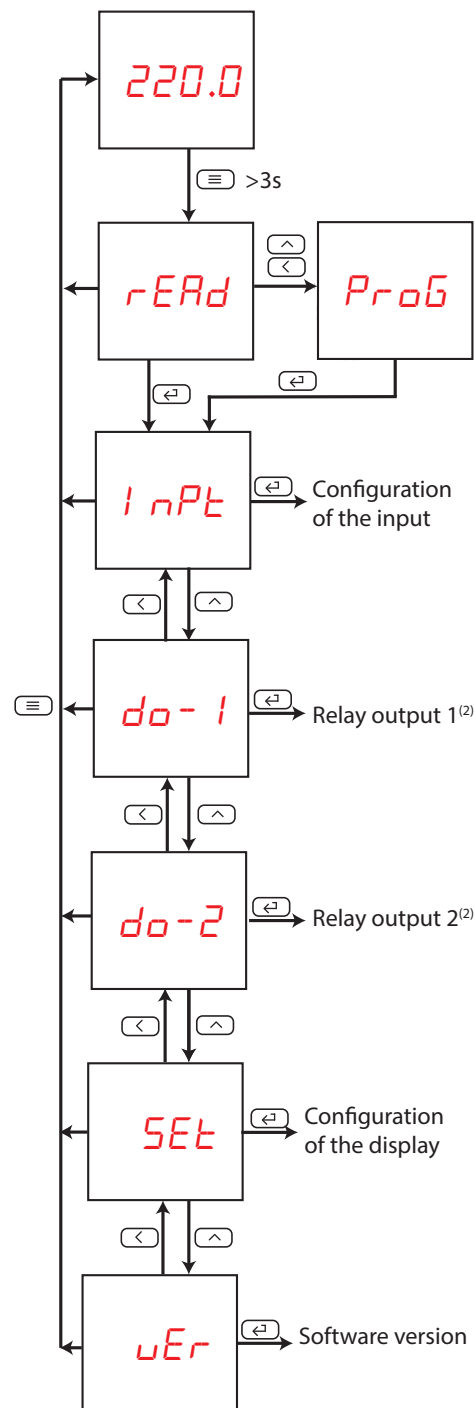 220.0
>3s
rEAd
ProG
InPt
Configuration
of the input
do-1
Relay output 1(2)
do-2
Relay output 2(2)
SEt
Configuration
of the display
vEr
Software version